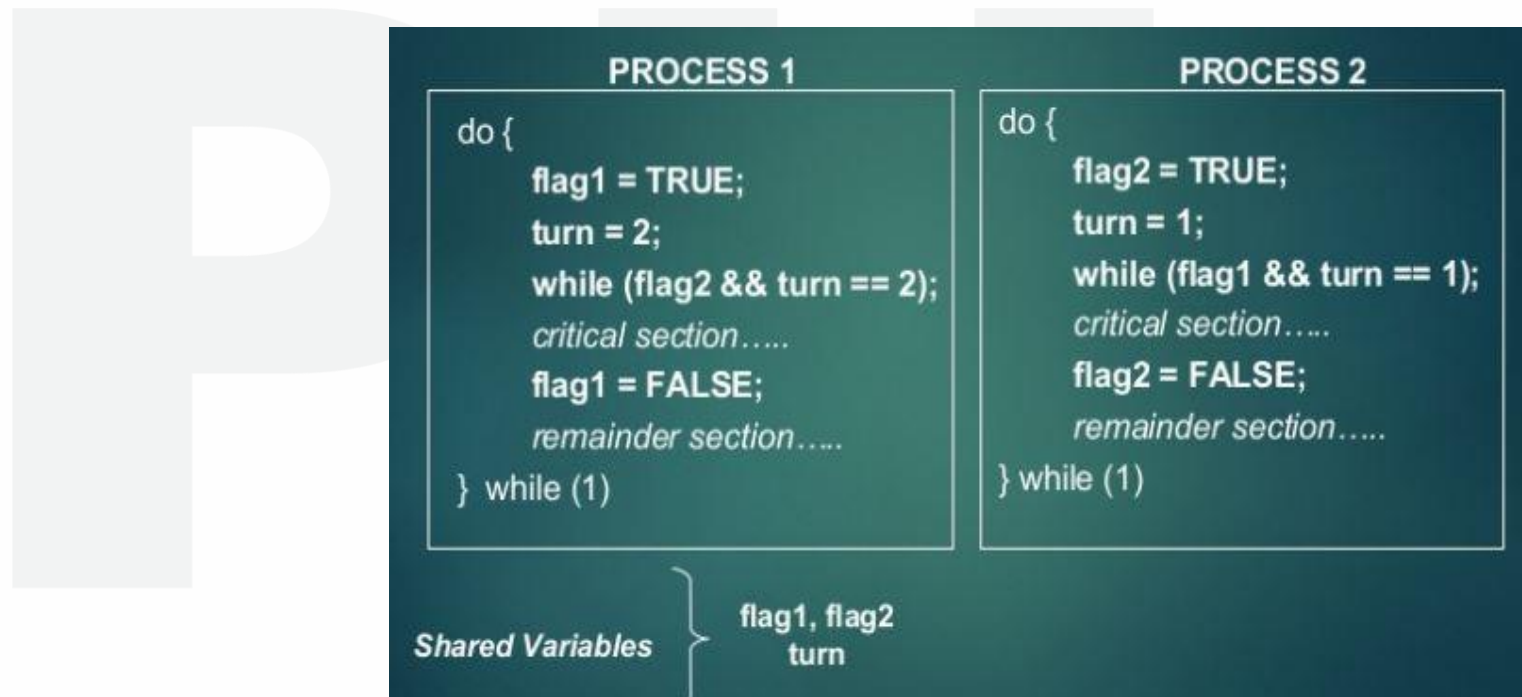 PROCESS 1
do {
flag1 = TRUE;
turn = 2;
while (flag2 && turn == 2);
critical section…..
flag1 = FALSE;
remainder section…..
} while (1)
PROCESS 2
do {
flag2 = TRUE;
turn = 1;
while (flag1 && turn == 1);
critical section…..
flag2 = FALSE;
remainder section…..
} while (1)
Shared Variables
flag1, flag2
turn